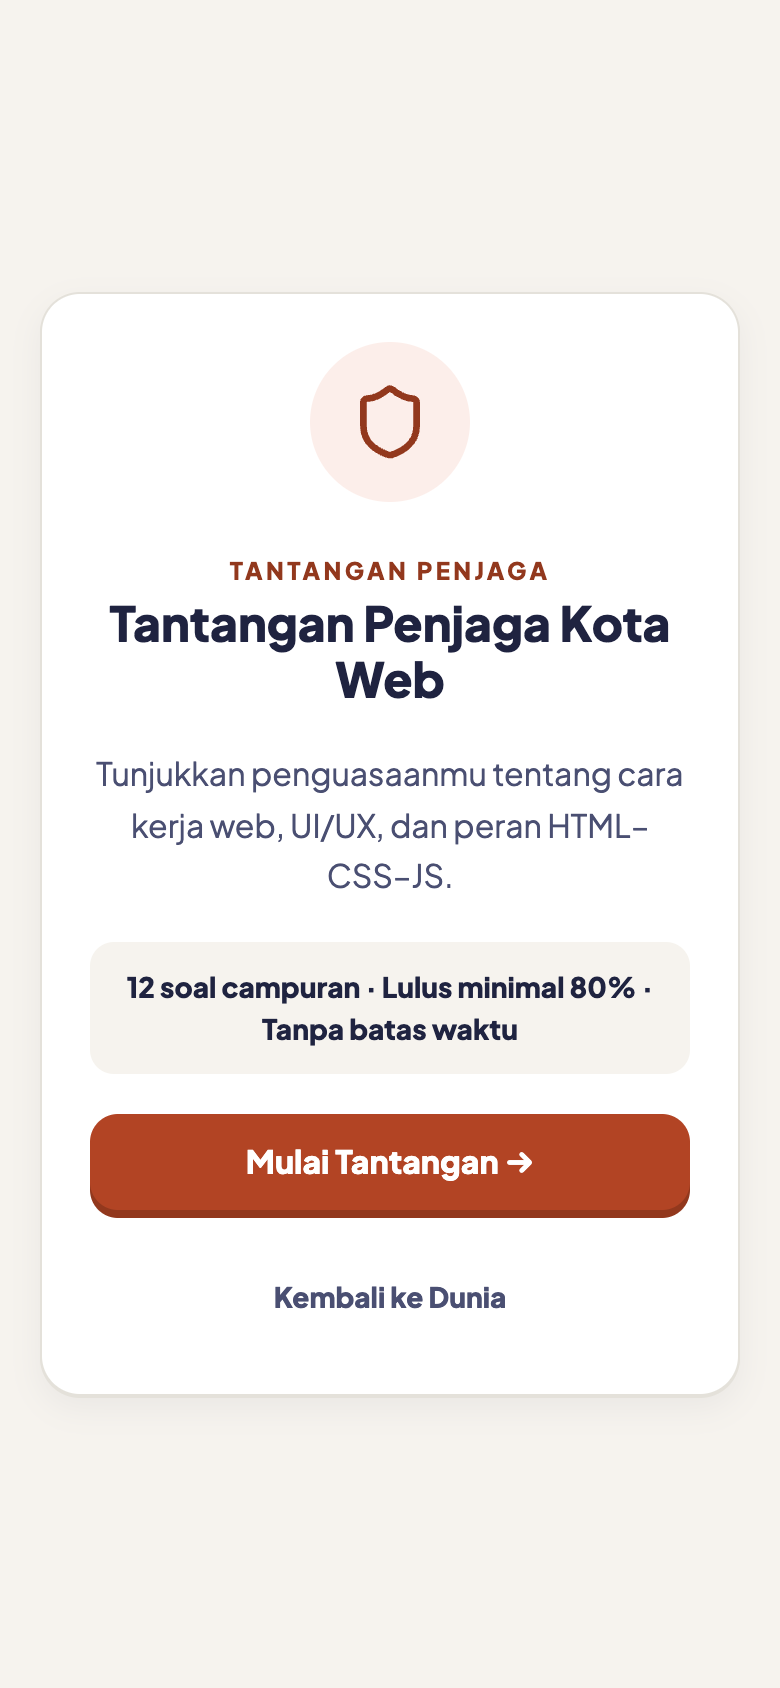 TANTANGAN PENJAGA
Tantangan Penjaga Kota
Web
Tunjukkan penguasaanmu tentang cara
kerja web, UI/UX, dan peran HTML–
CSS–JS.
12 soal campuran · Lulus minimal 80% ·
Tanpa batas waktu
Mulai Tantangan →
Kembali ke Dunia